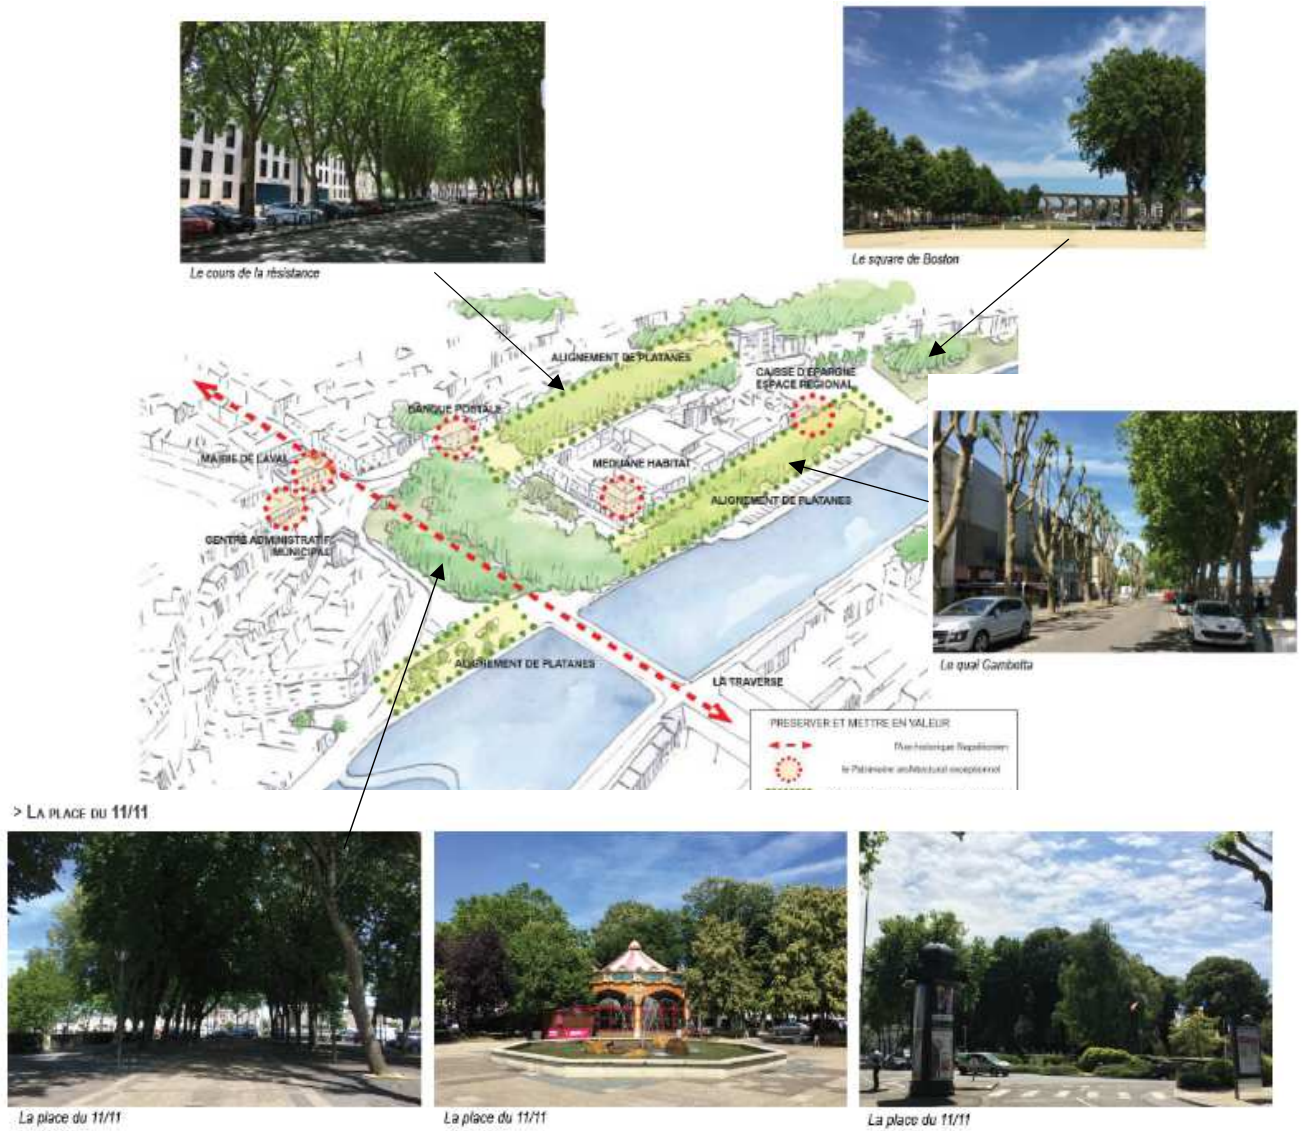 Le cours de la résistance
Le square de Boston
ALIGNEMENT DE PLATANES
CAISSE D'EPARGNE
ESPACE REGIONAL
BANQUE POSTALE
MAIRIE DE LAVAL
MEDUANE HABITAT
ALIGNEMENT DE PLATANES
CENTRE ADMINISTRATIF
MUNICIPAL
Le quai Gambetta
ALIGNEMENT DE PLATANES
LA TRAVERSE
PRESERVER ET METTRE EN VALEUR
l'Axe historique Napoléonien
le Patrimoine architectural exceptionnel
> LA PLACE DU 11/11
La place du 11/11
La place du 11/11
La place du 11/11